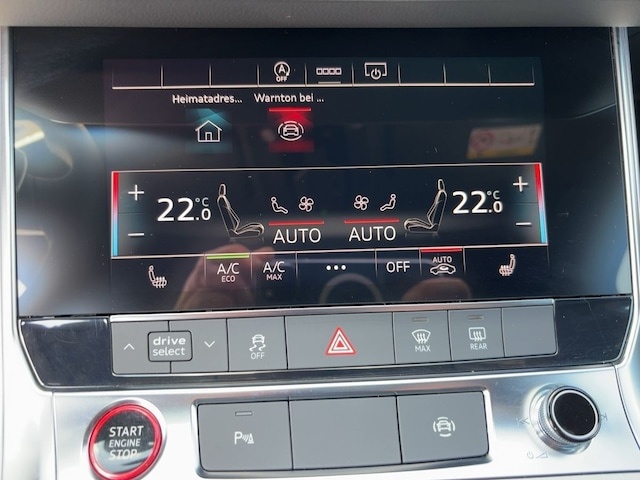 A OFF
Heimatadres... Warnton bei ...
+ 22.0 °C AUTO AUTO 22.0 °C +
− −
A/C ECO A/C MAX ... OFF AUTO
drive select OFF MAX REAR
START ENGINE STOP P